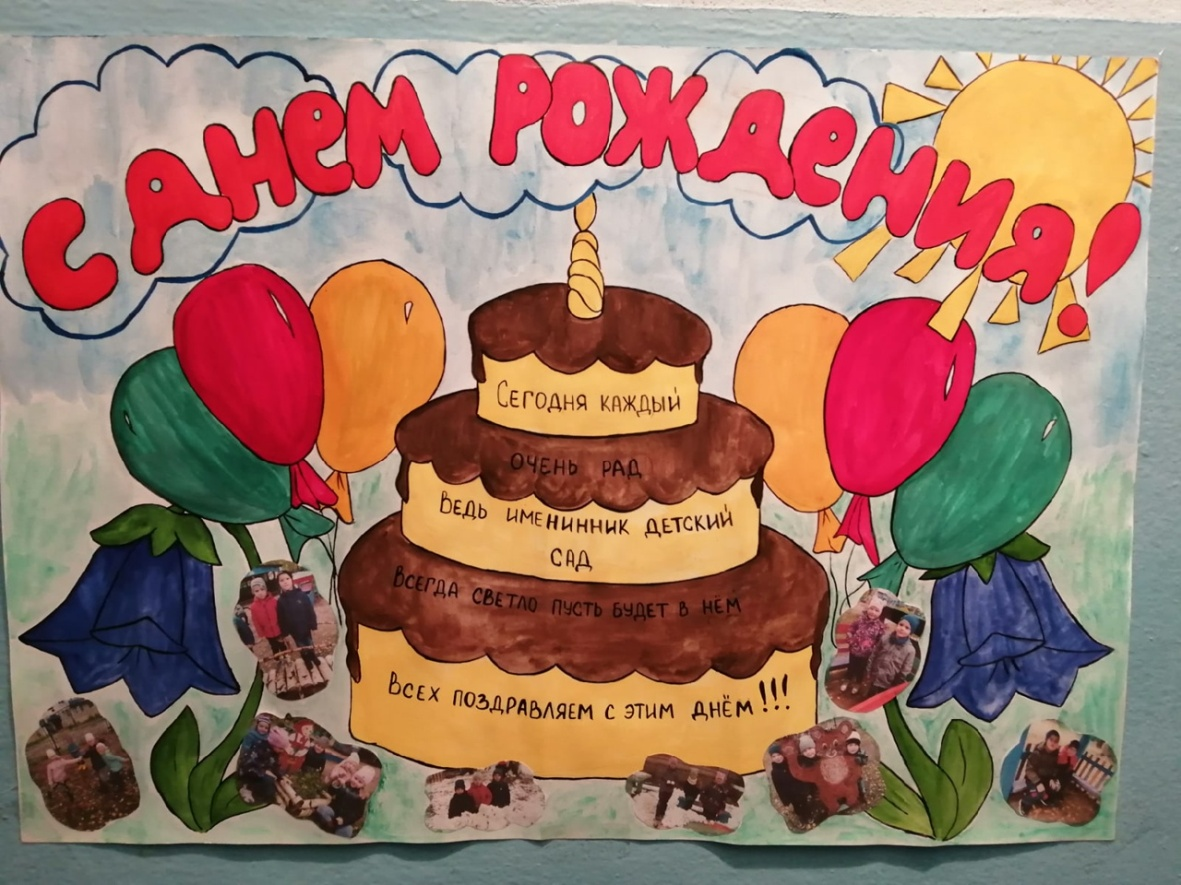 С ДНЕМ РОЖДЕНИЯ!
СЕГОДНЯ КАЖДЫЙ
ОЧЕНЬ РАД
ВЕДЬ ИМЕНИННИК ДЕТСКИЙ
САД
ВСЕГДА СВЕТЛО ПУСТЬ БУДЕТ В НЁМ
ВСЕХ ПОЗДРАВЛЯЕМ С ЭТИМ ДНЁМ!!!